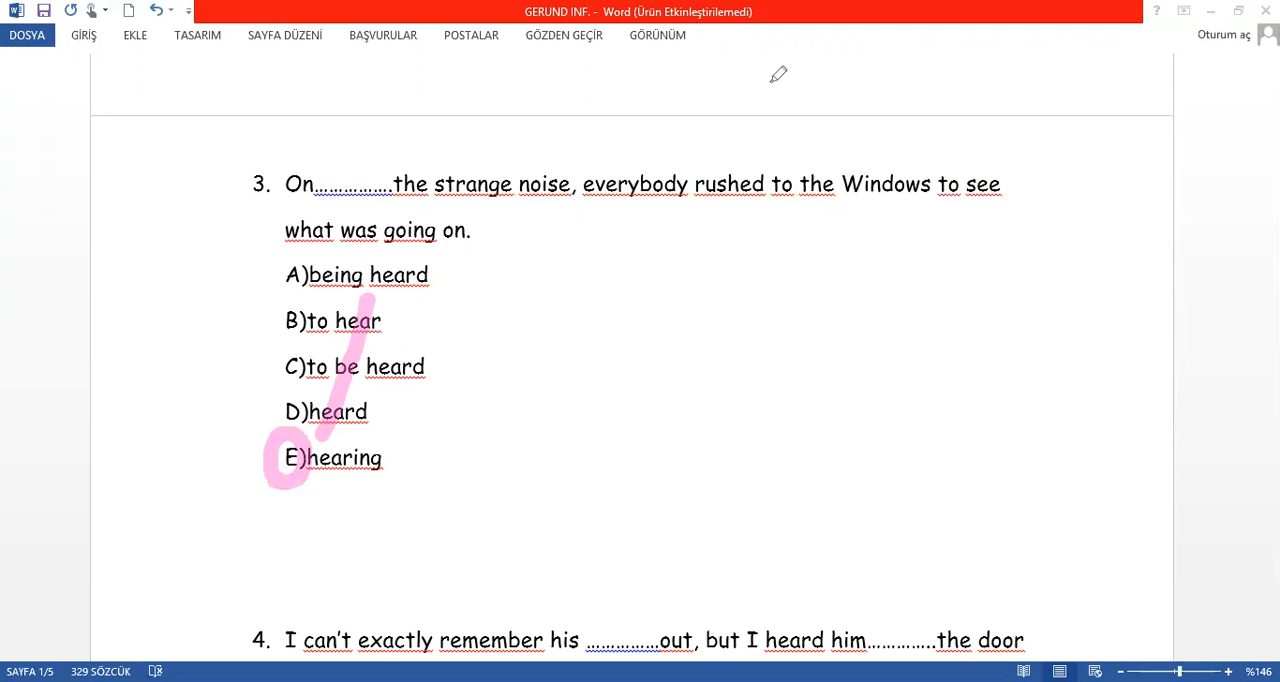 GERUND INF. - Word (Ürün Etkinleştirilemedi)
?
DOSYA GİRİŞ EKLE TASARIM SAYFA DÜZENİ BAŞVURULAR POSTALAR GÖZDEN GEÇİR GÖRÜNÜM Oturum aç
3. On…………….the strange noise, everybody rushed to the Windows to see
what was going on.
A)being heard
B)to hear
C)to be heard
D)heard
E)hearing
4. I can't exactly remember his ……………out, but I heard him…………..the door
SAYFA 1/5 329 SÖZCÜK %146